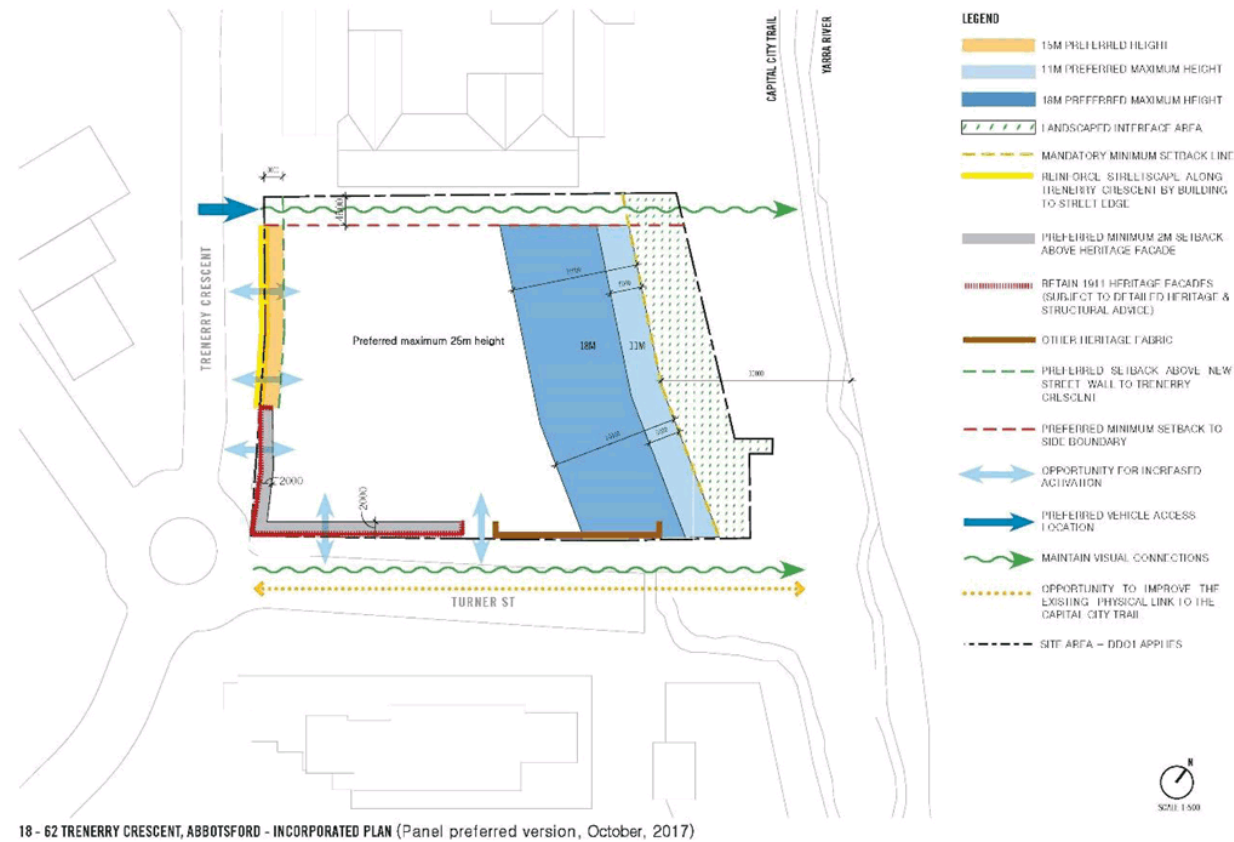 LEGEND
15M PREFERRED HEIGHT
11M PREFERRED MAXIMUM HEIGHT
18M PREFERRED MAXIMUM HEIGHT
LANDSCAPED INTERFACE AREA
MANDATORY MINIMUM SETBACK LINE
REINFORCE STREETSCAPE ALONG
TRENERRY CRESCENT BY BUILDING
TO STREET EDGE
PREFERRED MINIMUM 2M SETBACK
ABOVE HERITAGE FACADE
RETAIN 1911 HERITAGE FACADES
(SUBJECT TO DETAILED HERITAGE &
STRUCTURAL ADVICE)
OTHER HERITAGE FABRIC
PREFERRED SETBACK ABOVE NEW
STREET WALL TO TRENERRY
CRESCENT
PREFERRED MINIMUM SETBACK TO
SIDE BOUNDARY
OPPORTUNITY FOR INCREASED
ACTIVATION
PREFERRED VEHICLE ACCESS
LOCATION
MAINTAIN VISUAL CONNECTIONS
OPPORTUNITY TO IMPROVE THE
EXISTING PHYSICAL LINK TO THE
CAPITAL CITY TRAIL
SITE AREA – DDO1 APPLIES
CAPITAL CITY TRAIL
YARRA RIVER
4500
TRENERRY CRESCENT
Preferred maximum 25m height
18M
11M
2000
2000
TURNER ST
N
SCALE 1:500
18 - 62 TRENERRY CRESCENT, ABBOTSFORD - INCORPORATED PLAN (Panel preferred version, October, 2017)